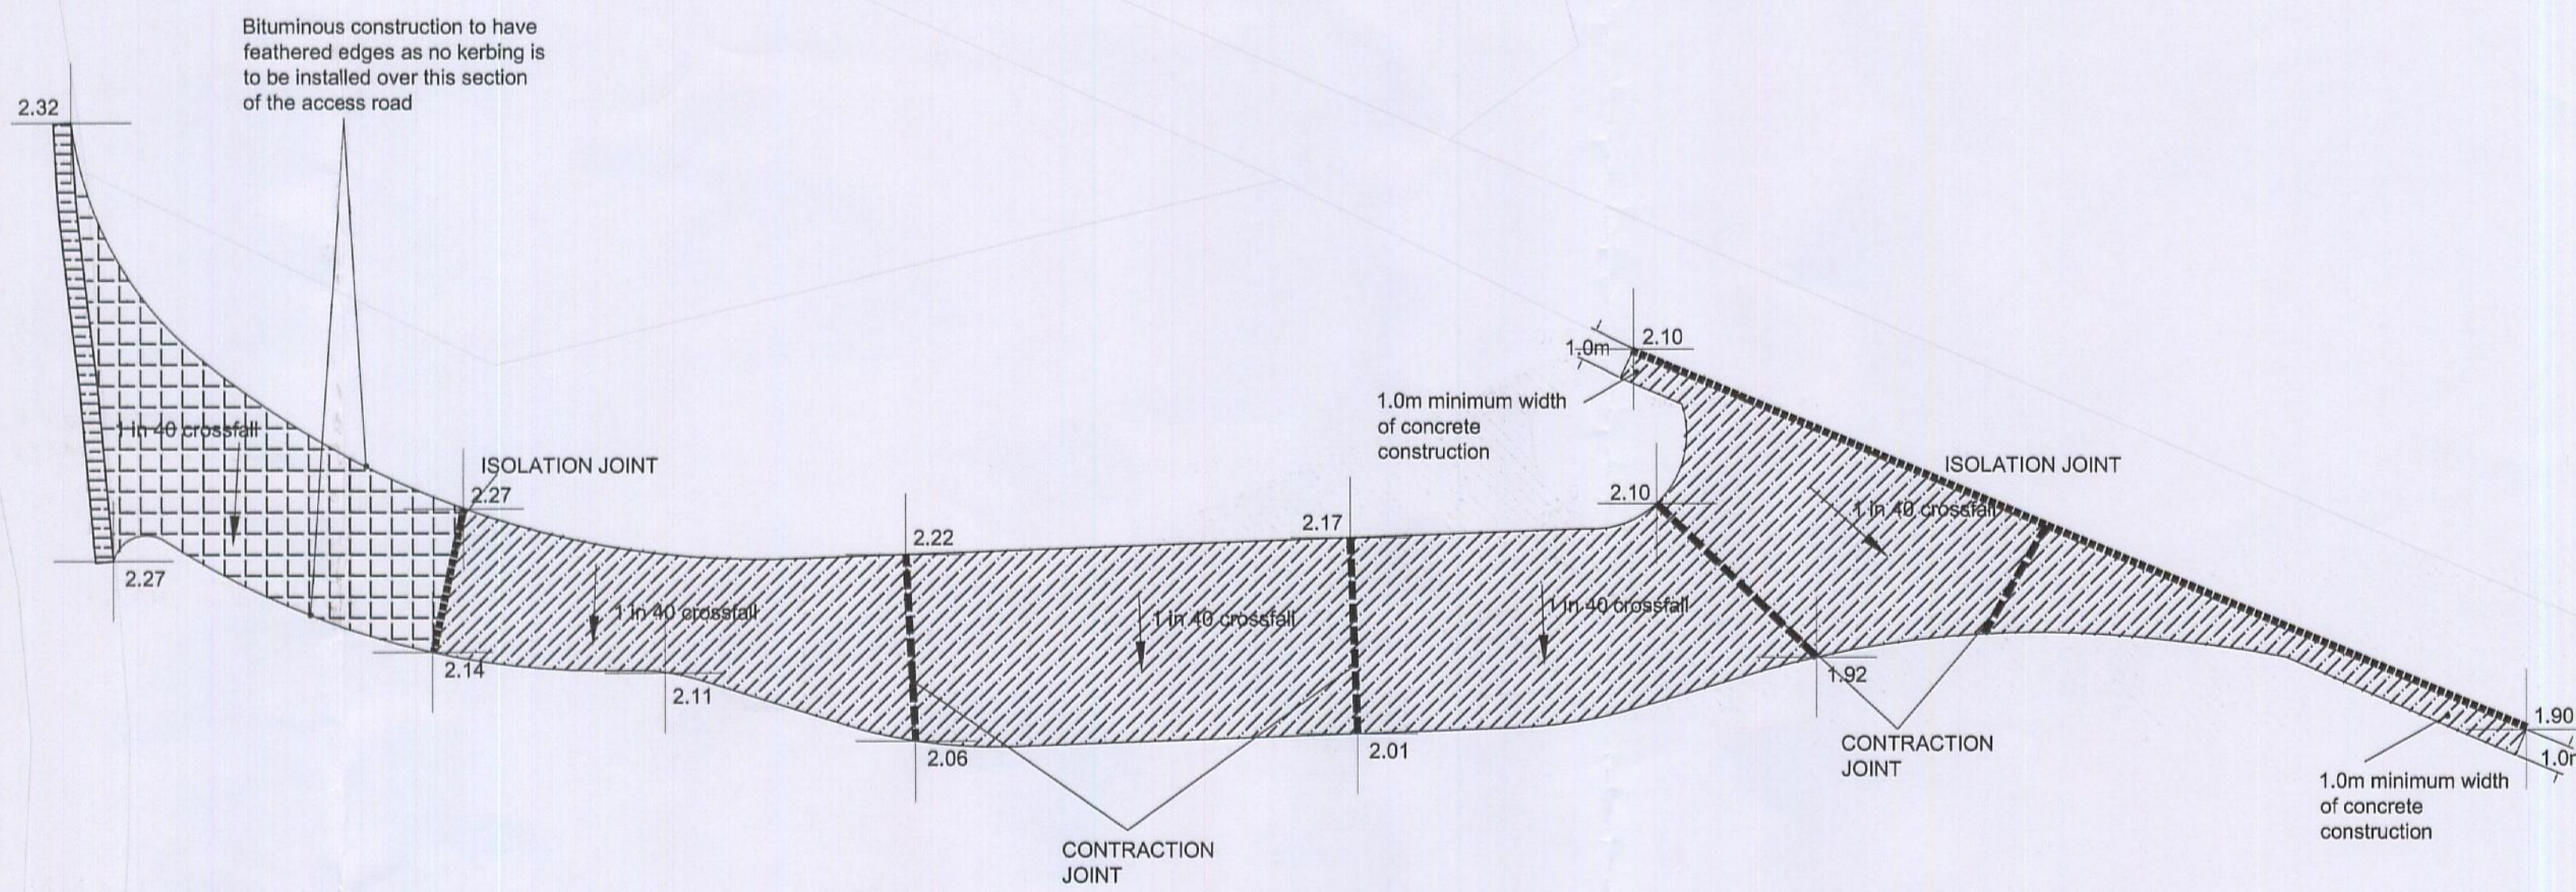 Bituminous construction to have
feathered edges as no kerbing is
to be installed over this section
of the access road
2.32
1 in 40 crossfall
2.27
ISOLATION JOINT
2.27
2.14
1 in 40 crossfall
2.11
2.22
2.06
1 in 40 crossfall
2.17
2.01
CONTRACTION
JOINT
1 in 40 crossfall
1.0m
2.10
1.0m minimum width
of concrete
construction
2.10
ISOLATION JOINT
1 in 40 crossfall
1.92
CONTRACTION
JOINT
1.90
1.0m
1.0m minimum width
of concrete
construction